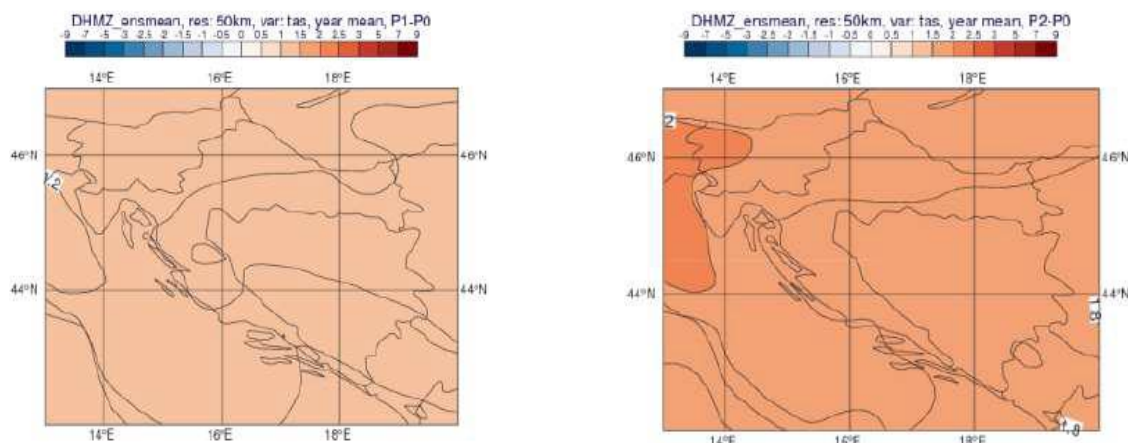 DHMZ_ensmean, res: 50km, var: tas, year mean, P1-P0
-9 -7 -5 -3 -2.5 -2 -1.5 -1 -0.5 0 0.5 1 1.5 2 2.5 3 5 7 9
14°E 16°E 18°E
46°N 46°N
1.2
44°N 44°N
14°E 16°E 18°E
DHMZ_ensmean, res: 50km, var: tas, year mean, P2-P0
-9 -7 -5 -3 -2.5 -2 -1.5 -1 -0.5 0 0.5 1 1.5 2 2.5 3 5 7 9
14°E 16°E 18°E
2
46°N 46°N
44°N 44°N
1.8
1.8
14°E 16°E 18°E